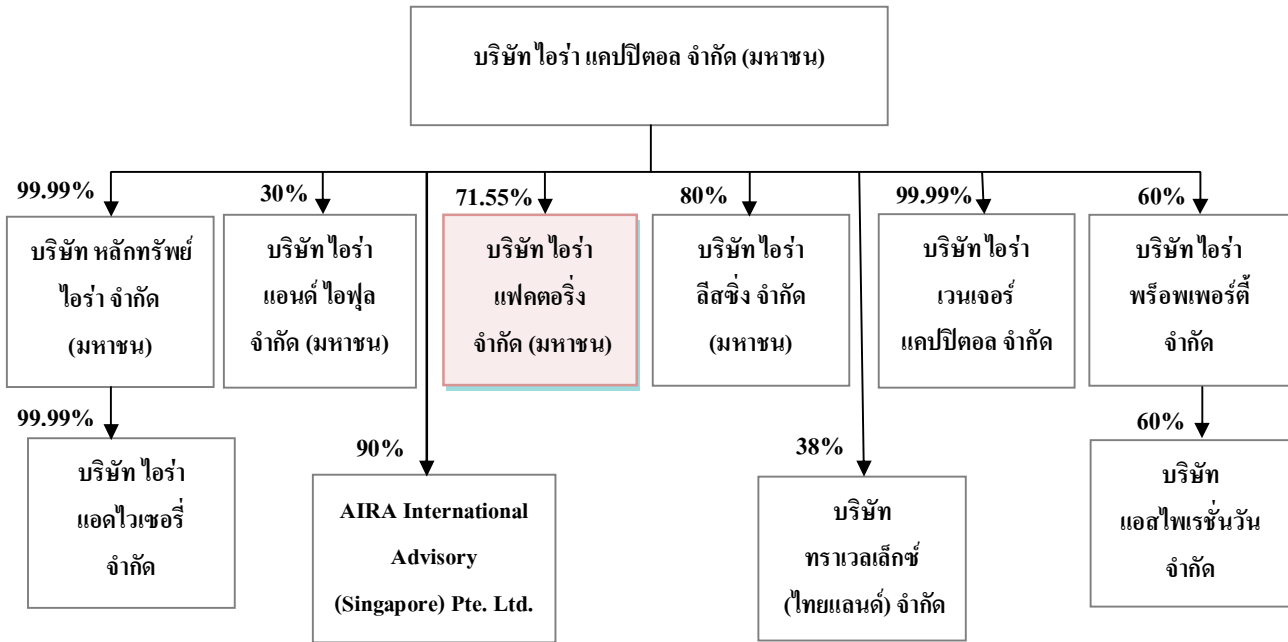 บริษัท ไอร่า แคปปิตอล จำกัด (มหาชน)
99.99%
บริษัท หลักทรัพย์
ไอร่า จำกัด
(มหาชน)
30%
บริษัท ไอร่า
แอนด์ ไอฟุล
จำกัด (มหาชน)
71.55%
บริษัท ไอร่า
แฟคตอริ่ง
จำกัด (มหาชน)
80%
บริษัท ไอร่า
ลีสซิ่ง จำกัด
(มหาชน)
99.99%
บริษัท ไอร่า
เวนเจอร์
แคปปิตอล จำกัด
60%
บริษัท ไอร่า
พร็อพเพอร์ตี้
จำกัด
99.99%
บริษัท ไอร่า
แอดไวเซอรี่
จำกัด
90%
AIRA International
Advisory
(Singapore) Pte. Ltd.
38%
บริษัท
ทราเวลเล็กซ์
(ไทยแลนด์) จำกัด
60%
บริษัท
แอสไพเรชั่นวัน
จำกัด